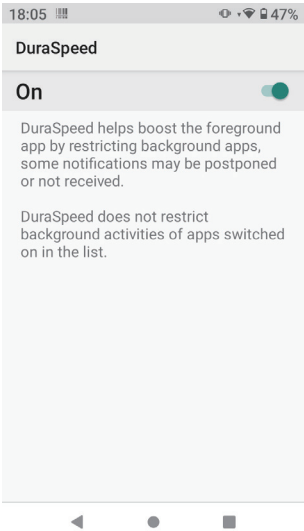 18:05 47%
DuraSpeed
On
DuraSpeed helps boost the foreground
app by restricting background apps,
some notifications may be postponed
or not received.
DuraSpeed does not restrict
background activities of apps switched
on in the list.